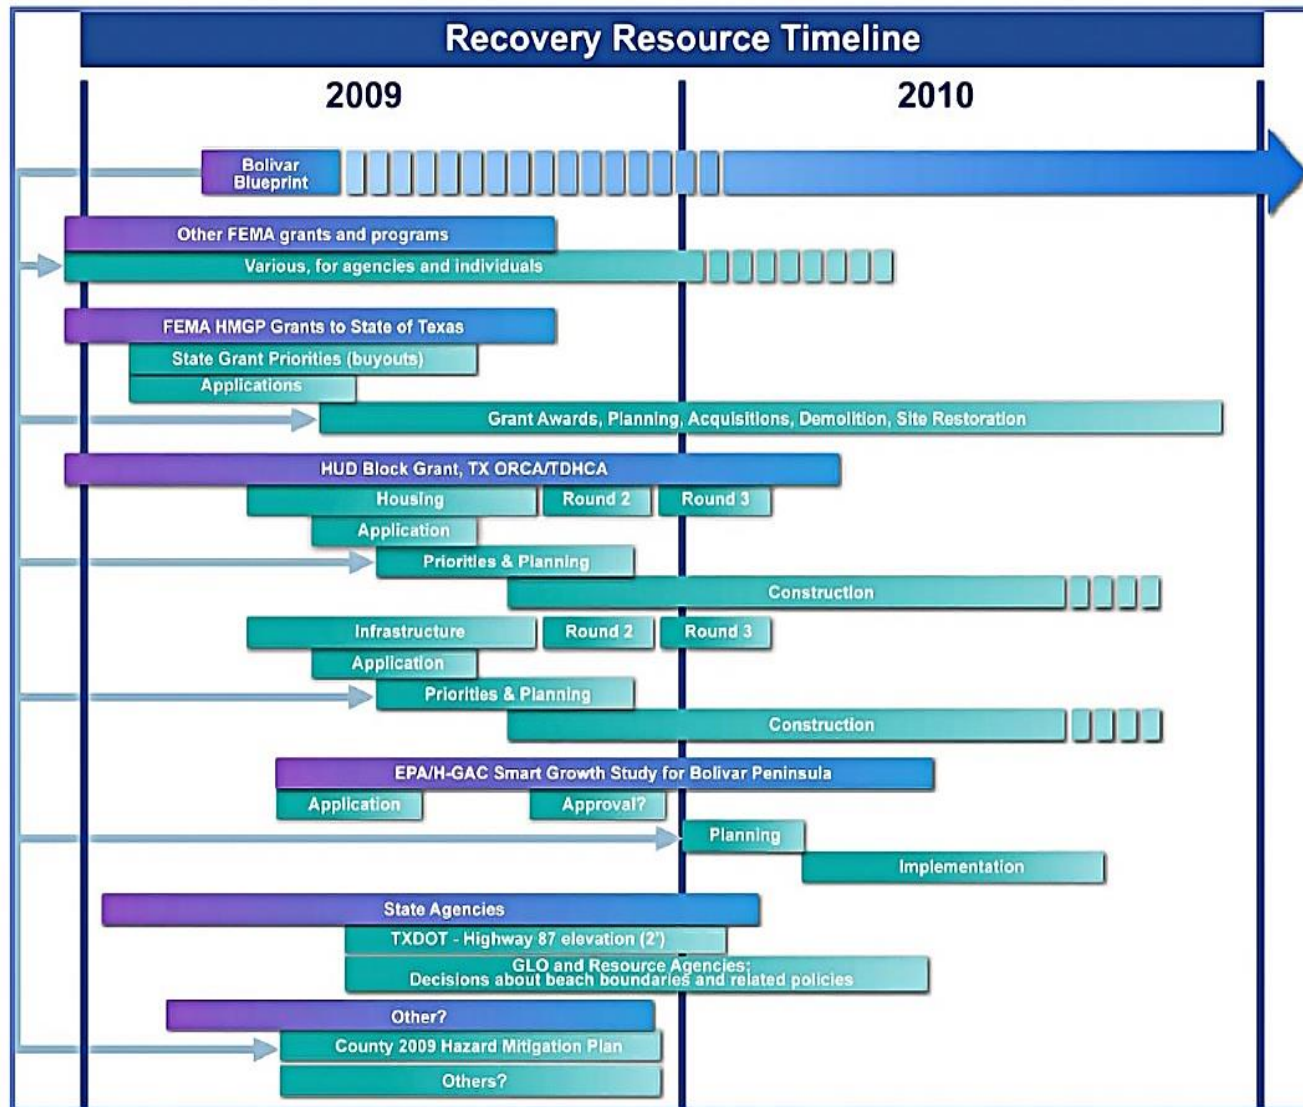 Recovery Resource Timeline
2009
2010
Bolivar
Blueprint
Other FEMA grants and programs
Various, for agencies and individuals
FEMA HMGP Grants to State of Texas
State Grant Priorities (buyouts)
Applications
Grant Awards, Planning, Acquisitions, Demolition, Site Restoration
HUD Block Grant, TX ORCA/TDHCA
Housing
Round 2
Round 3
Application
Priorities & Planning
Construction
Infrastructure
Round 2
Round 3
Application
Priorities & Planning
Construction
EPA/H-GAC Smart Growth Study for Bolivar Peninsula
Application
Approval?
Planning
Implementation
State Agencies
TXDOT - Highway 87 elevation (2')
GLO and Resource Agencies:
Decisions about beach boundaries and related policies
Other?
County 2009 Hazard Mitigation Plan
Others?